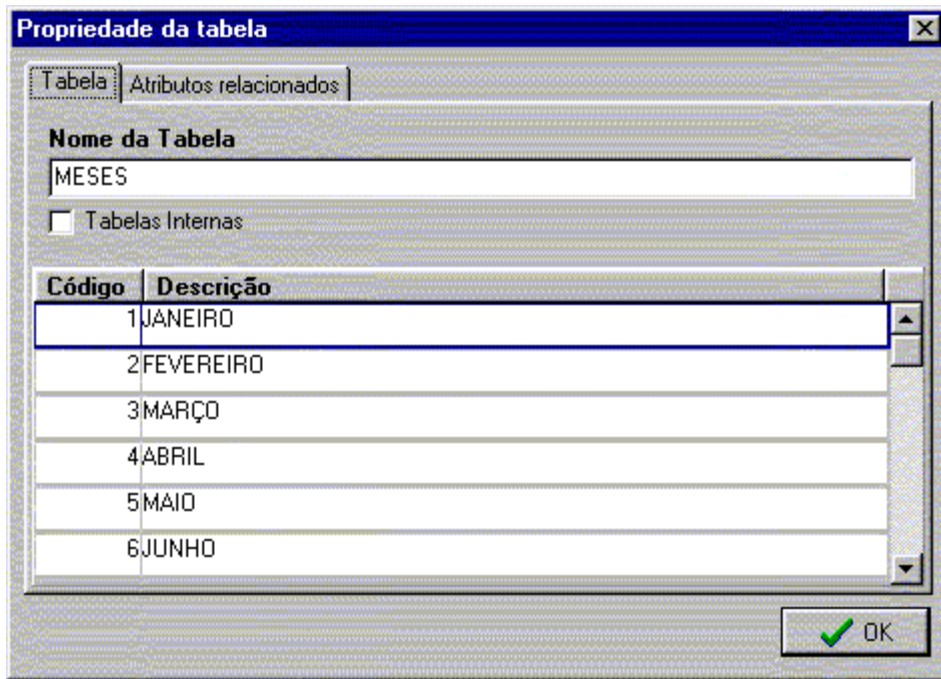 Propriedade da tabela
Tabela Atributos relacionados
Nome da Tabela
MESES
Tabelas Internas
Código Descrição
1 JANEIRO
2 FEVEREIRO
3 MARÇO
4 ABRIL
5 MAIO
6 JUNHO
OK